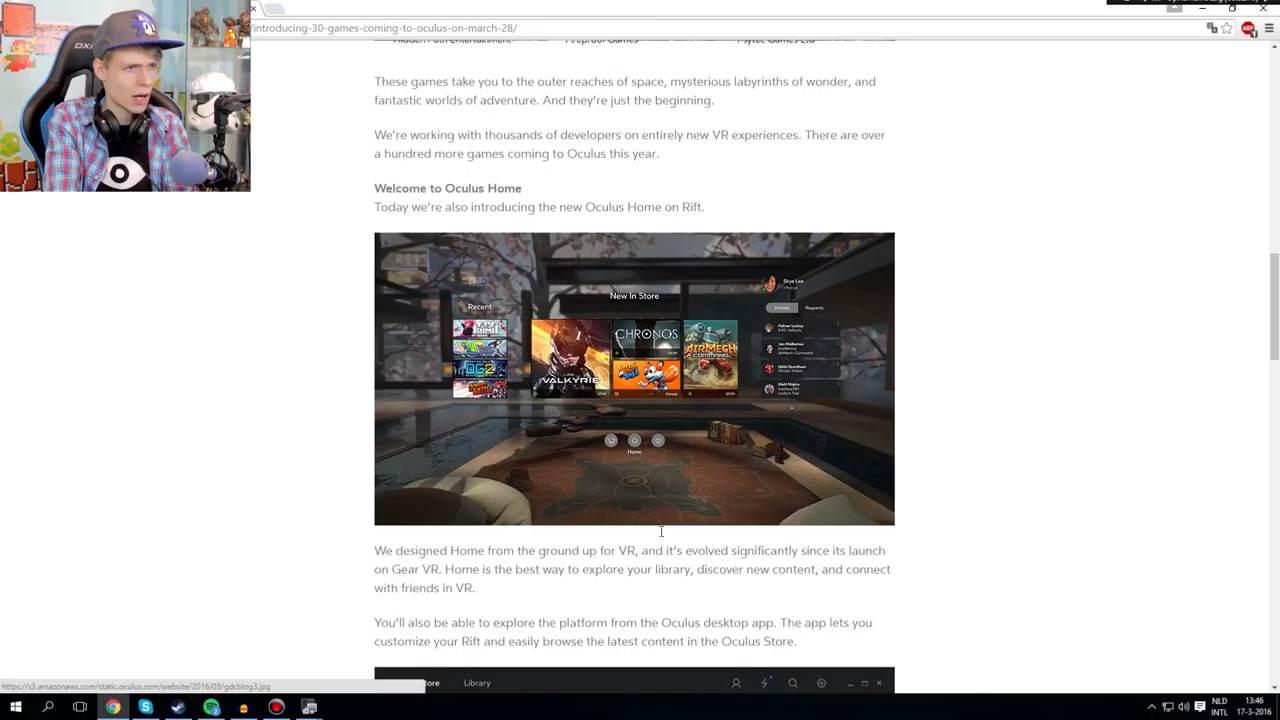 DXR
/introducing-30-games-coming-to-oculus-on-march-28/
These games take you to the outer reaches of space, mysterious labyrinths of wonder, and
fantastic worlds of adventure. And they're just the beginning.
We're working with thousands of developers on entirely new VR experiences. There are over
a hundred more games coming to Oculus this year.
Welcome to Oculus Home
Today we're also introducing the new Oculus Home on Rift.
Skye Lee
Recent
New In Store
Friends Requests
CHRONOS
VALKYRIE
AIRMECH
COMMAND
Owned
Home
We designed Home from the ground up for VR, and it's evolved significantly since its launch
on Gear VR. Home is the best way to explore your library, discover new content, and connect
with friends in VR.
You'll also be able to explore the platform from the Oculus desktop app. The app lets you
customize your Rift and easily browse the latest content in the Oculus Store.
https://s3.amazonaws.com/static.oculus.com/website/2016/03/gdcblog3.jpg
tore Library
NLD
INTL
13:46
17-3-2016